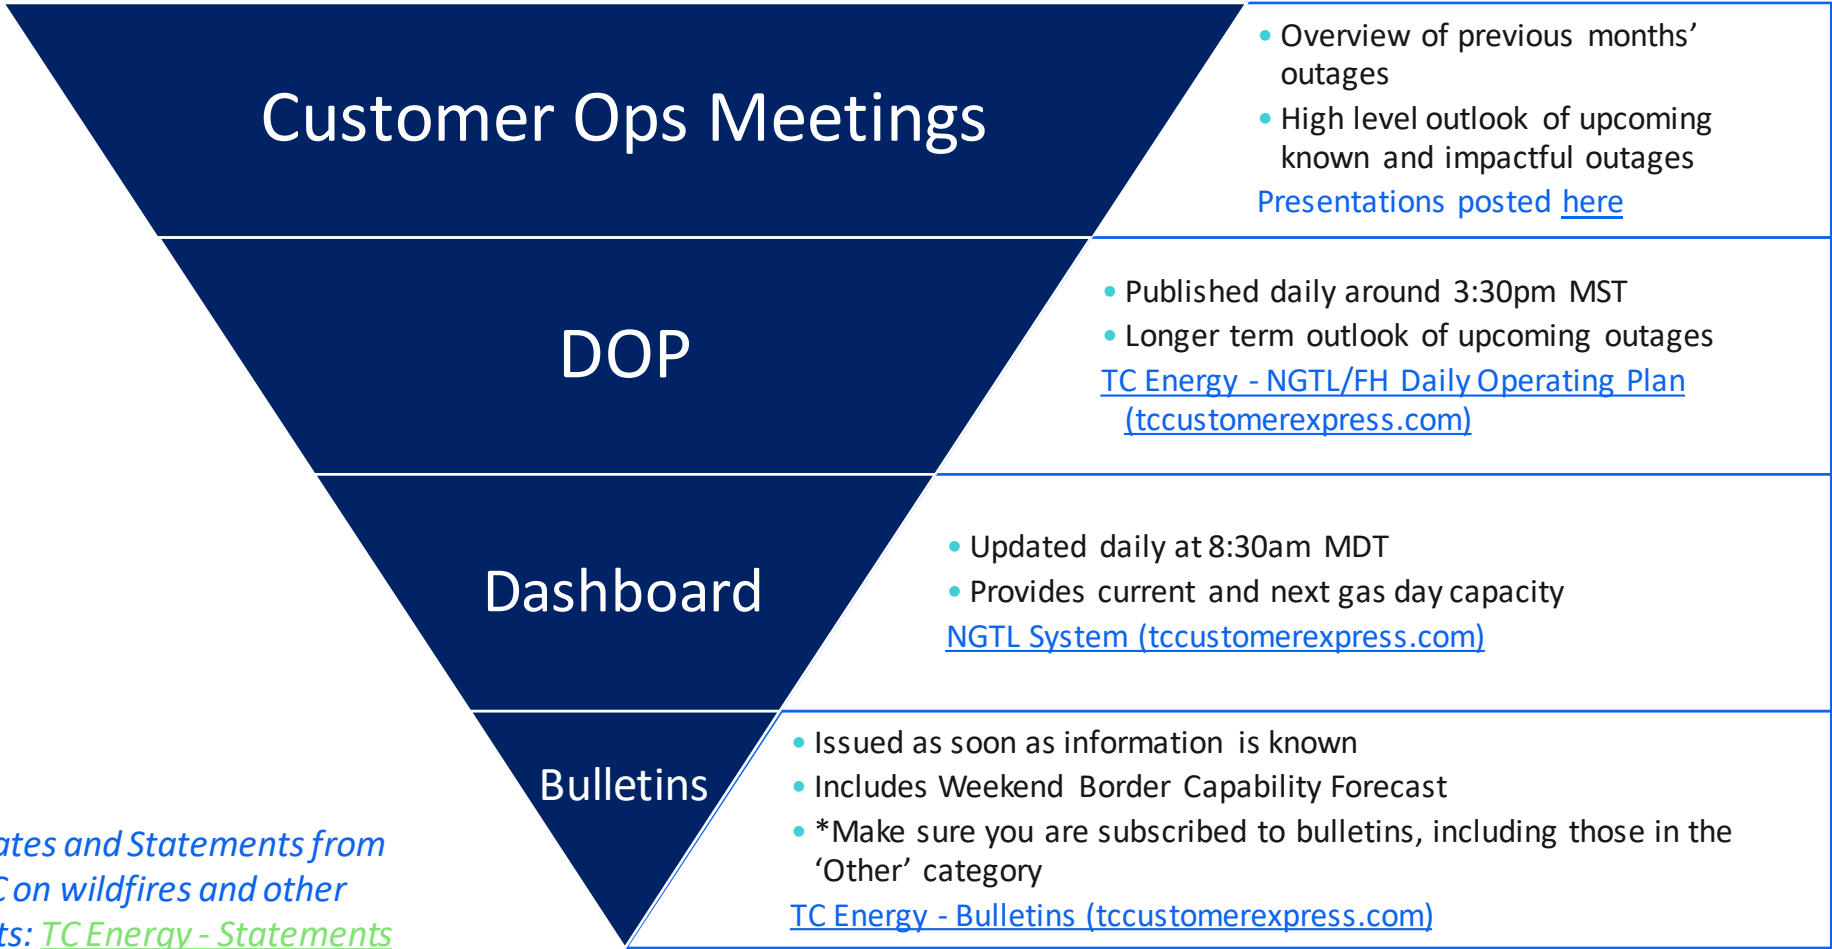 Customer Ops Meetings
• Overview of previous months’
outages
• High level outlook of upcoming
known and impactful outages
Presentations posted here
DOP
• Published daily around 3:30pm MST
• Longer term outlook of upcoming outages
TC Energy - NGTL/FH Daily Operating Plan
(tccustomerexpress.com)
Dashboard
• Updated daily at 8:30am MDT
• Provides current and next gas day capacity
NGTL System (tccustomerexpress.com)
Bulletins
• Issued as soon as information is known
• Includes Weekend Border Capability Forecast
• *Make sure you are subscribed to bulletins, including those in the
‘Other’ category
TC Energy - Bulletins (tccustomerexpress.com)
and Statements from
on wildfires and other
TC Energy - Statements